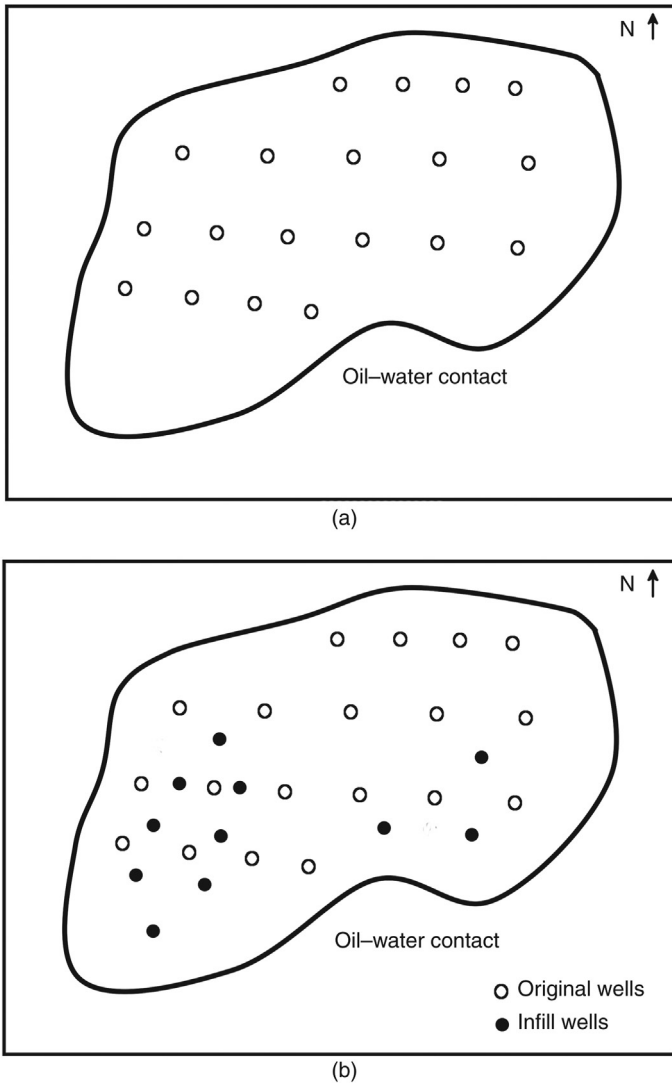 N
Oil–water contact
(a)
N
Oil–water contact
Original wells
Infill wells
(b)